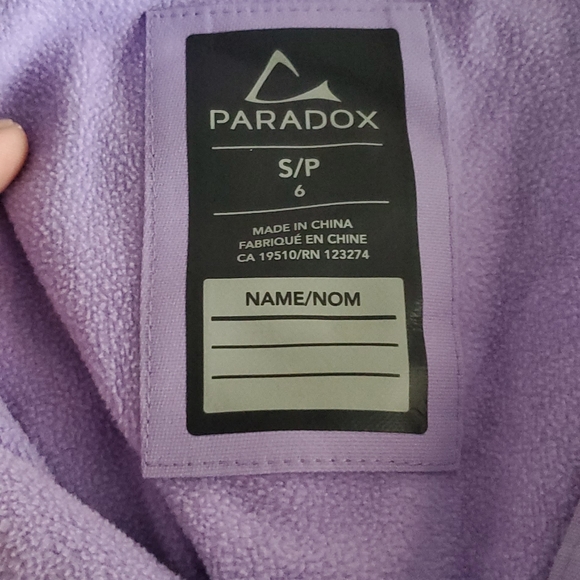 PARADOX
S/P
6
MADE IN CHINA
FABRIQUÉ EN CHINE
CA 19510/RN 123274
NAME/NOM